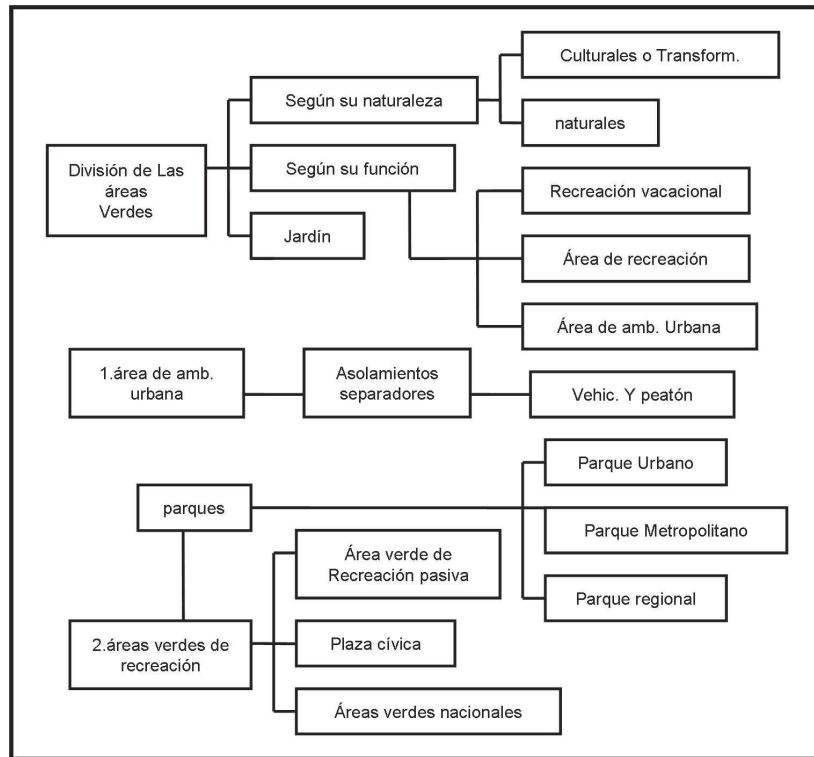 Culturales o Transform.
Según su naturaleza
naturales
División de Las
áreas
Verdes
Según su función
Recreación vacacional
Jardín
Área de recreación
Área de amb. Urbana
1.área de amb.
urbana
Asolamientos
separadores
Vehic. Y peatón
Parque Urbano
parques
Parque Metropolitano
Área verde de
Recreación pasiva
Parque regional
2.áreas verdes de
recreación
Plaza cívica
Áreas verdes nacionales